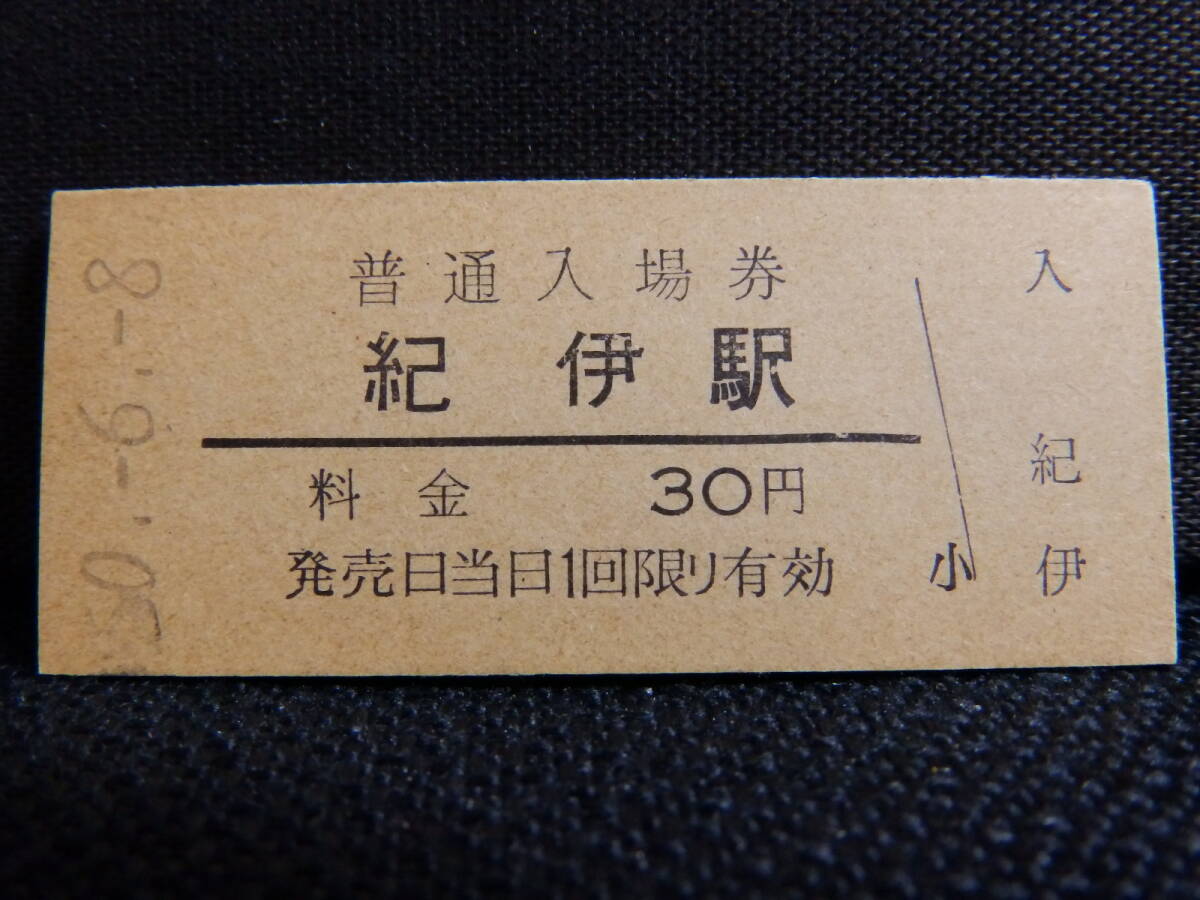 普通入場券
紀伊駅
料金 30円
発売日当日1回限り有効
小
入
紀
伊
50.-6.-8